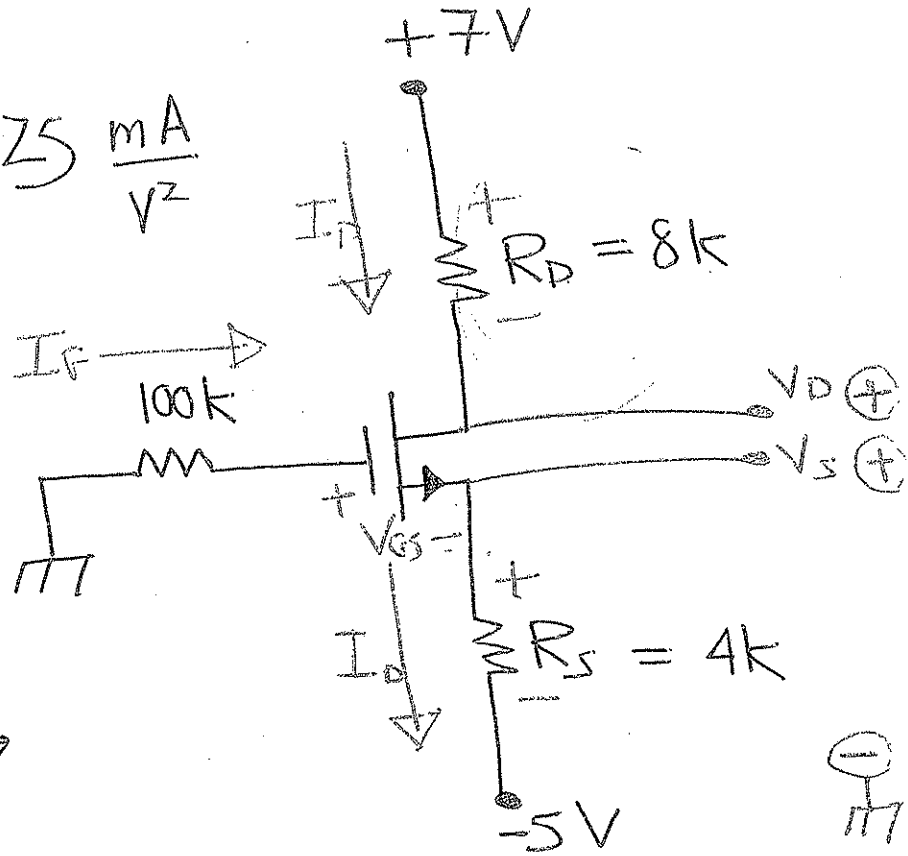 +7V
25 mA
V²
I_D
+
R_D = 8k
−
I_G
100k
V_D ⊕
V_S ⊕
+
V_GS −
+
I_D
R_S = 4k
−
−
-5V